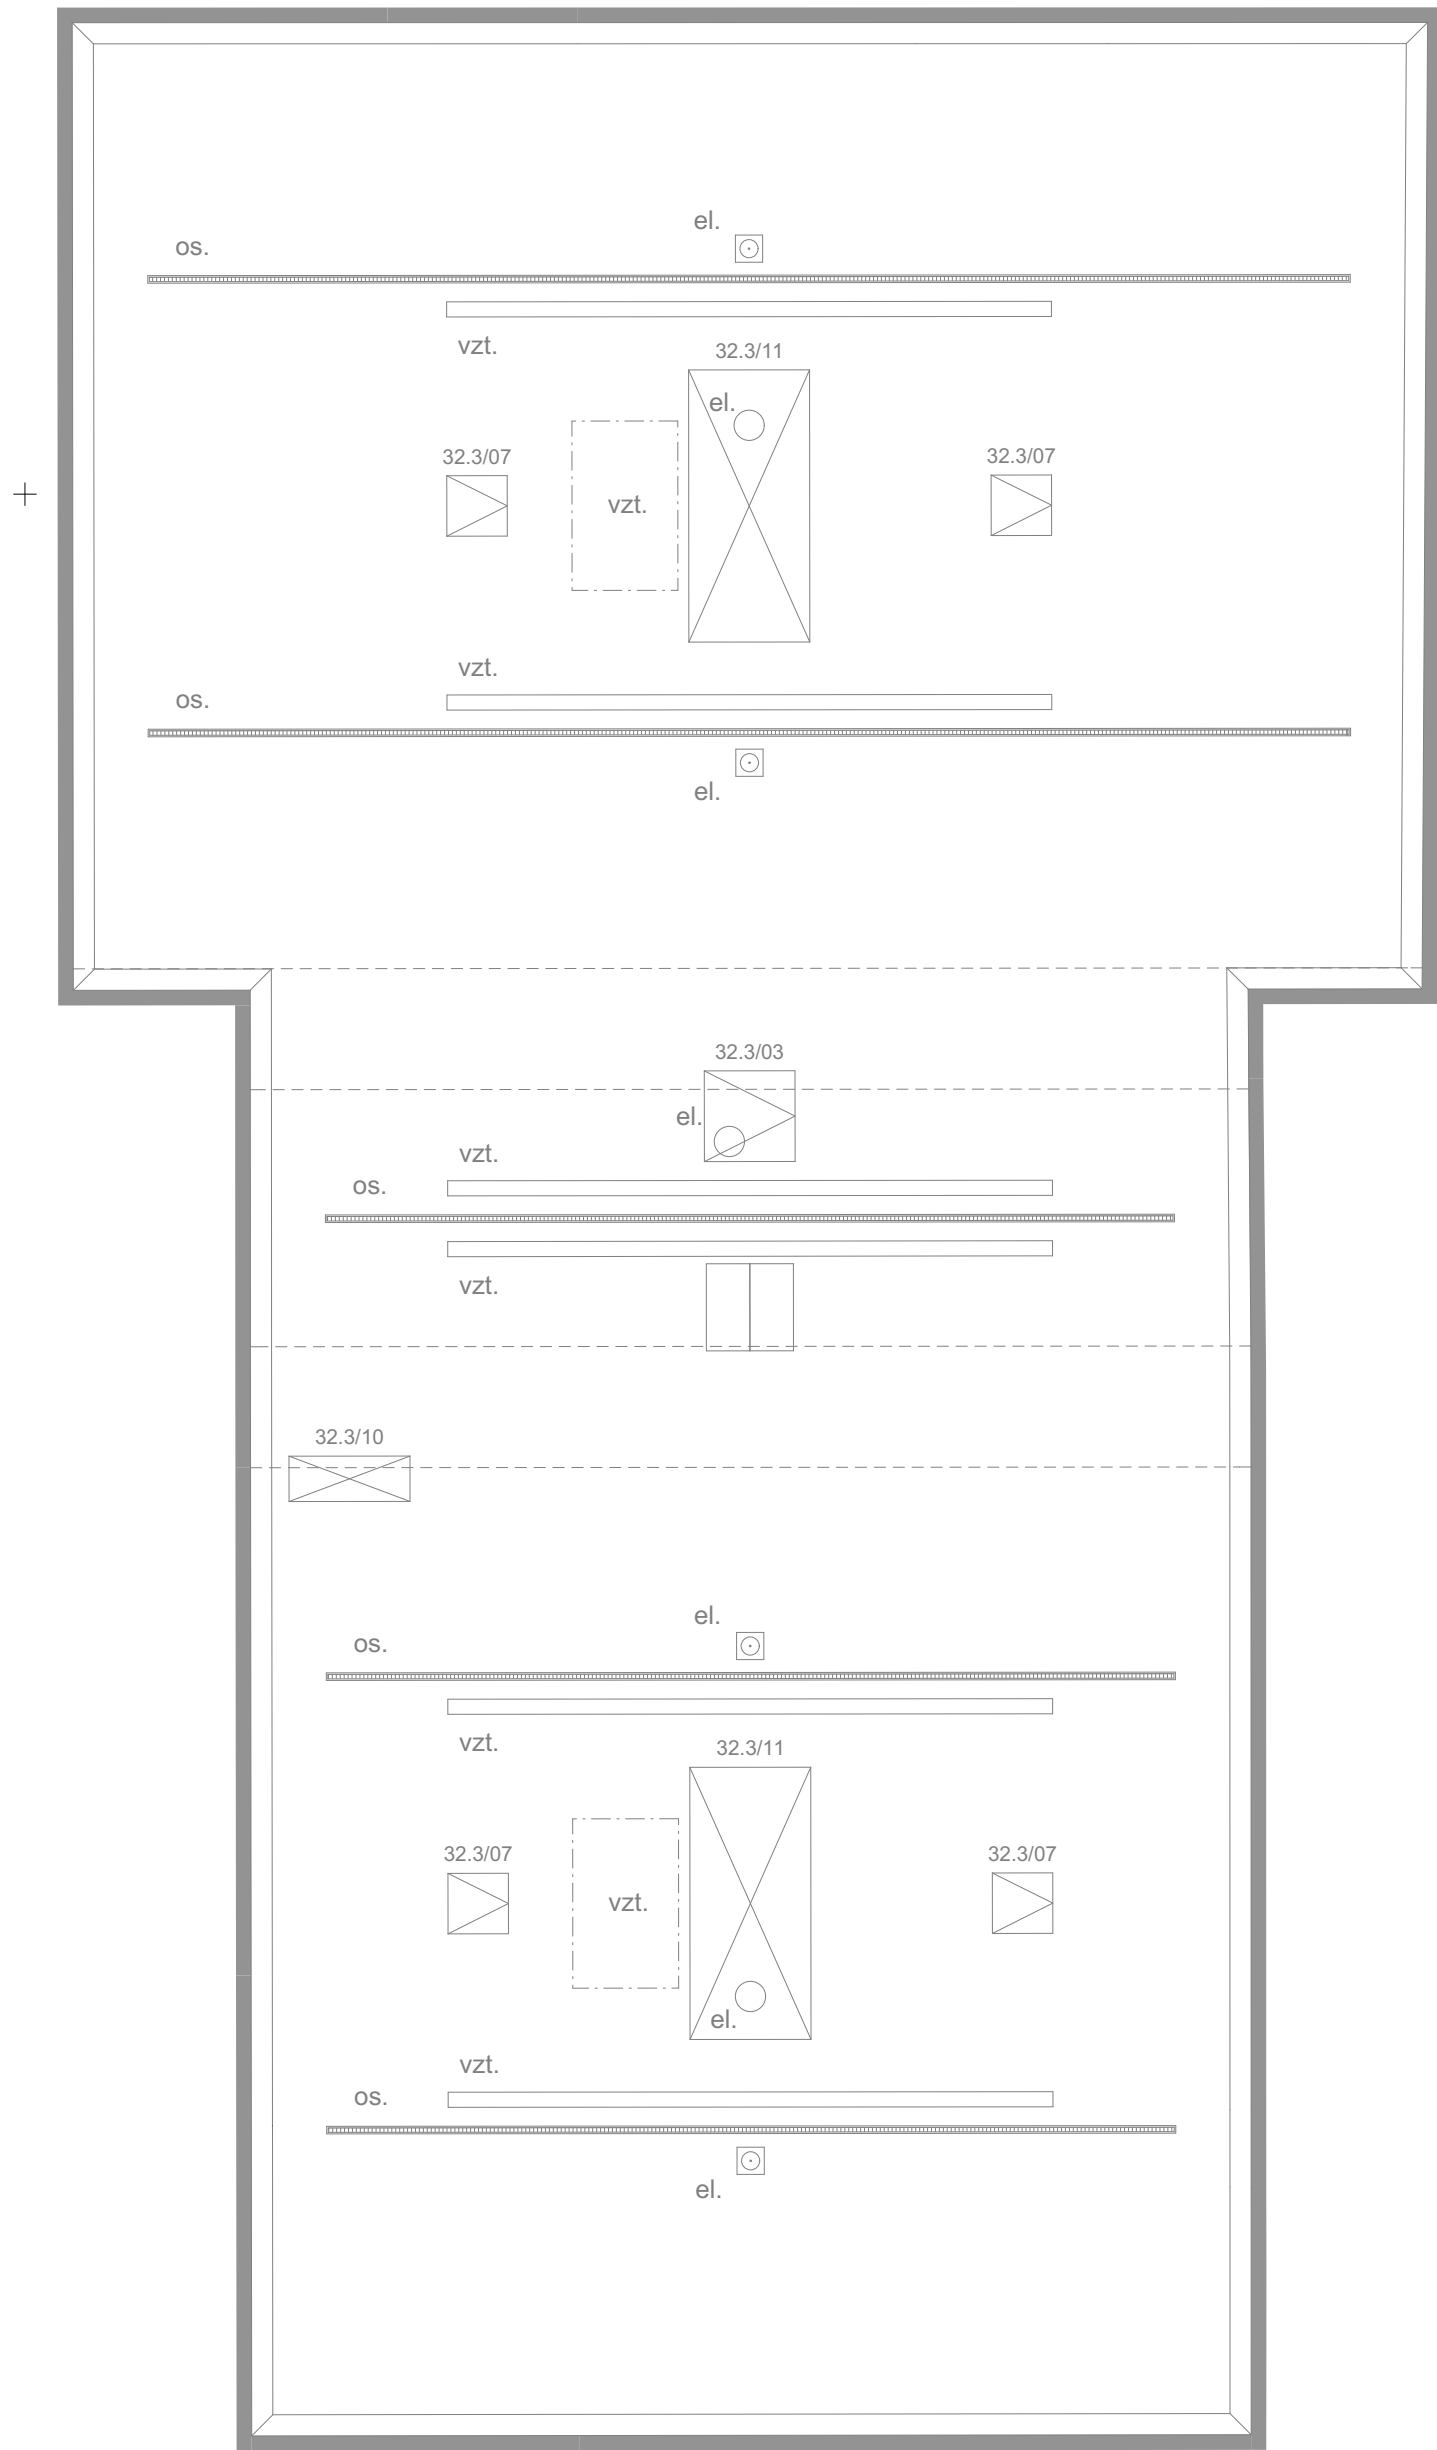 el.
os.
vzt.
32.3/11
el.
32.3/07
vzt.
32.3/07
vzt.
os.
el.
32.3/03
el.
vzt.
os.
vzt.
32.3/10
el.
os.
vzt.
32.3/11
32.3/07
vzt.
32.3/07
el.
vzt.
os.
el.